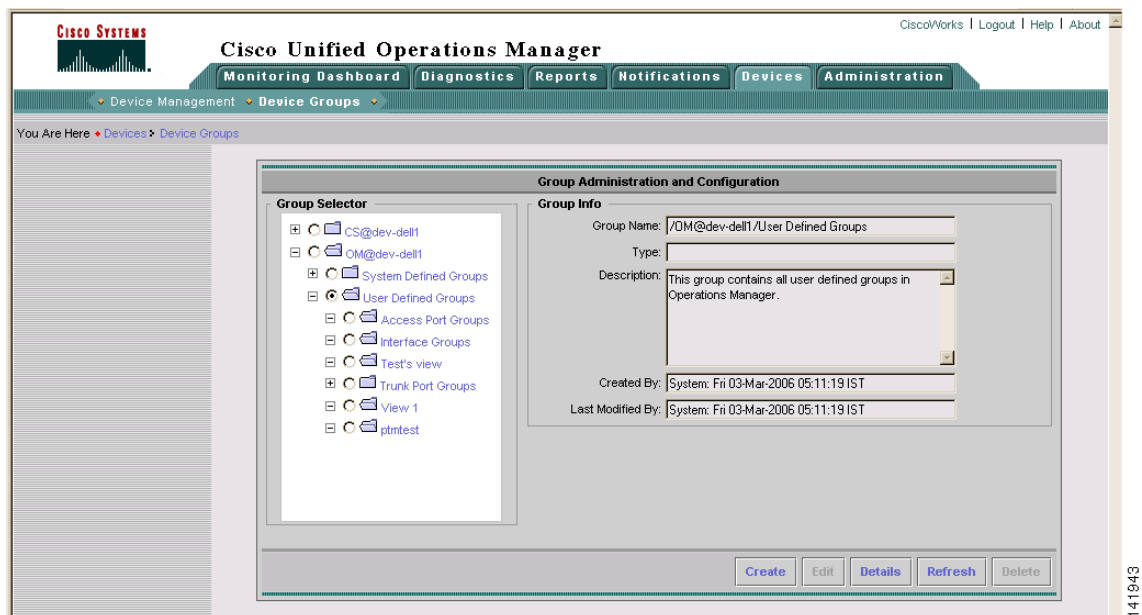 CISCO SYSTEMS
CiscoWorks | Logout | Help | About
Cisco Unified Operations Manager
Monitoring Dashboard Diagnostics Reports Notifications Devices Administration
Device Management Device Groups
You Are Here Devices Device Groups
Group Administration and Configuration
Group Selector
CS@dev-dell1
OM@dev-dell1
System Defined Groups
User Defined Groups
Access Port Groups
Interface Groups
Test's view
Trunk Port Groups
View 1
ptmtest
Group Info
Group Name: /OM@dev-dell1/User Defined Groups
Type:
Description: This group contains all user defined groups in
Operations Manager.
Created By: System: Fri 03-Mar-2006 05:11:19 IST
Last Modified By: System: Fri 03-Mar-2006 05:11:19 IST
Create Edit Details Refresh Delete
141943